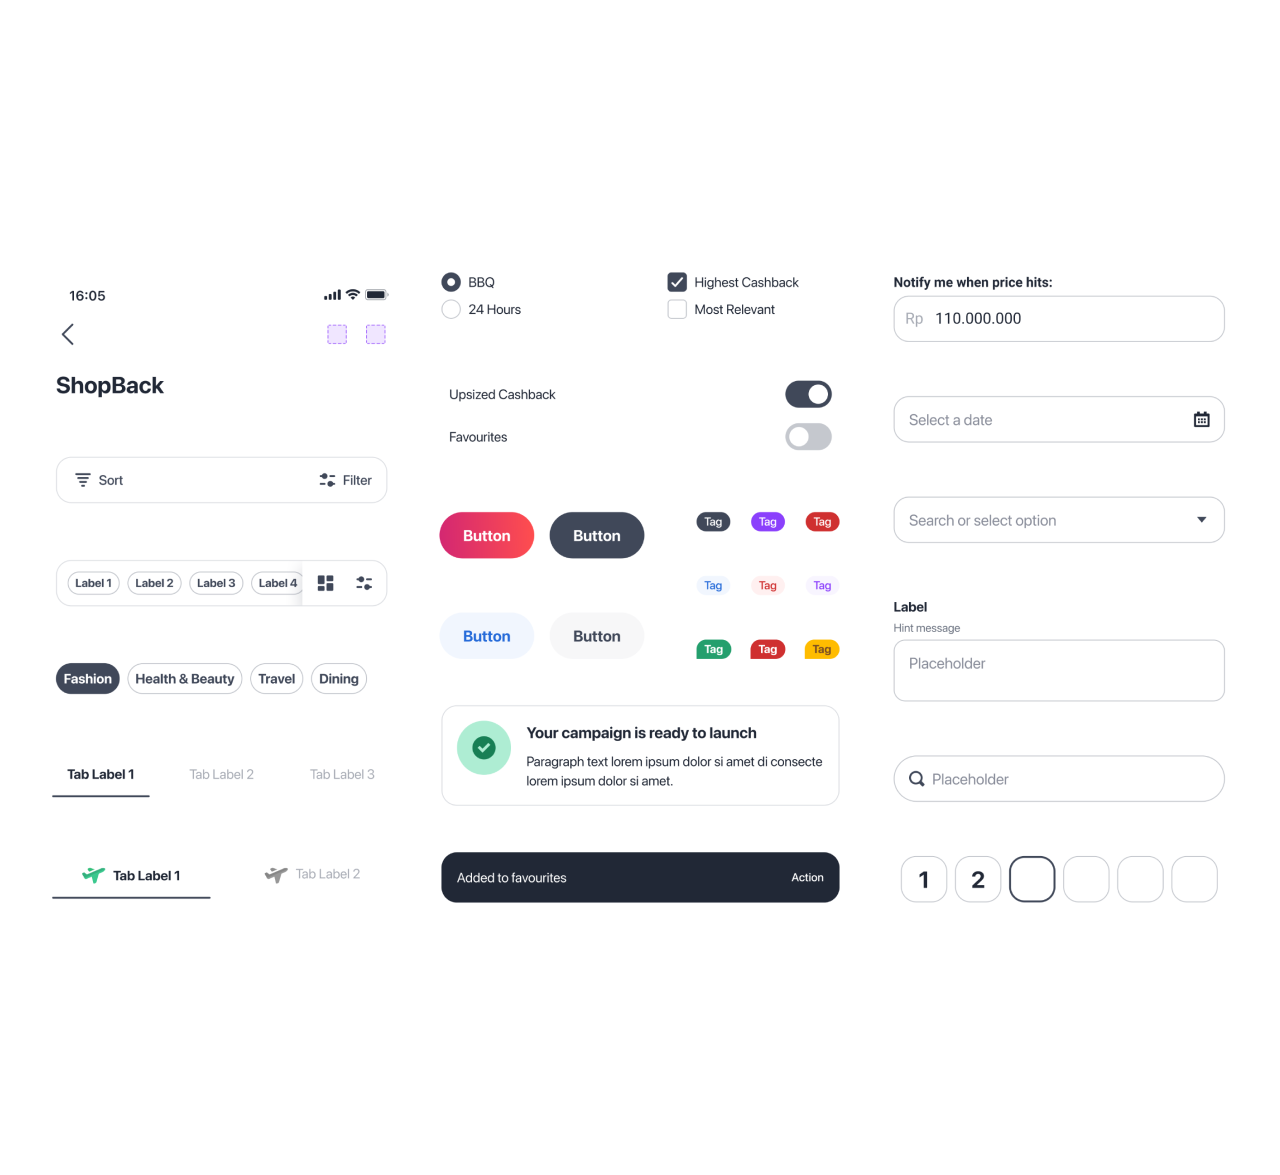 16:05
ShopBack
Sort
Filter
Label 1
Label 2
Label 3
Label 4
Fashion
Health & Beauty
Travel
Dining
Tab Label 1
Tab Label 2
Tab Label 3
Tab Label 1
Tab Label 2
BBQ
24 Hours
Highest Cashback
Most Relevant
Upsized Cashback
Favourites
Button
Button
Button
Button
Tag
Tag
Tag
Tag
Tag
Tag
Tag
Tag
Tag
Your campaign is ready to launch
Paragraph text lorem ipsum dolor si amet di consecte
lorem ipsum dolor si amet.
Added to favourites
Action
Notify me when price hits:
Rp 110.000.000
Select a date
Search or select option
Label
Hint message
Placeholder
Placeholder
1 2